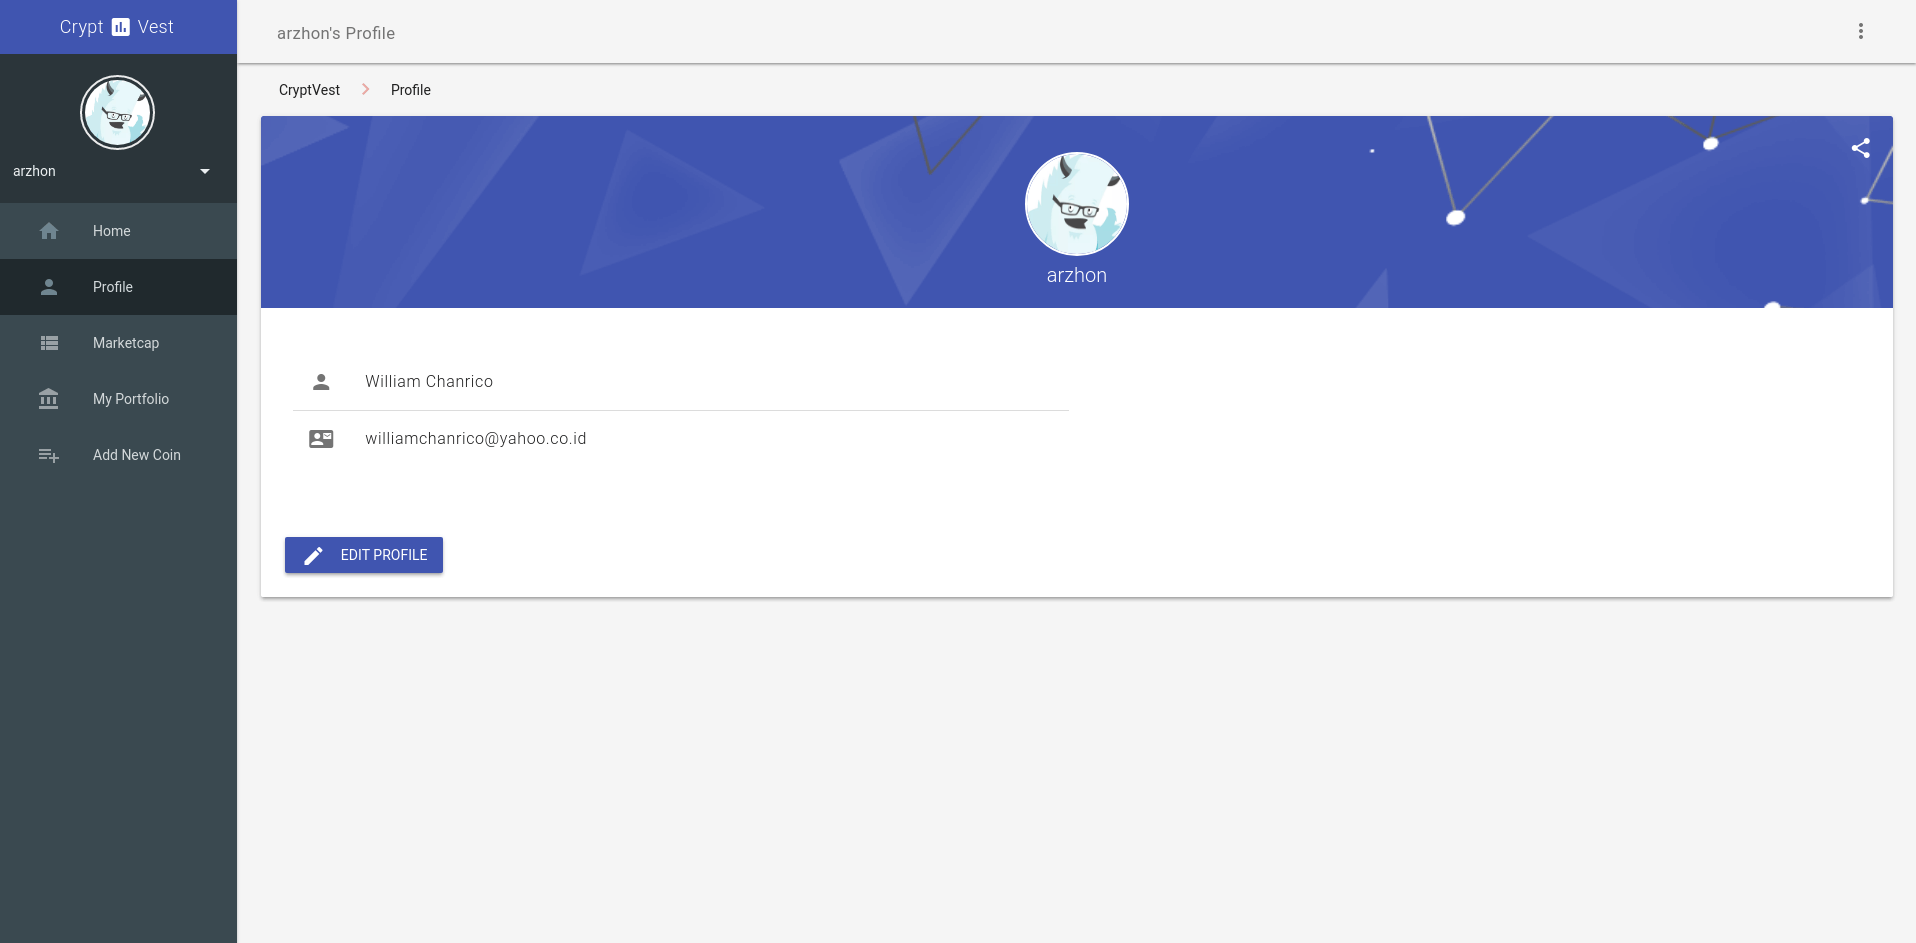 Crypt Vest
arzhon
Home
Profile
Marketcap
My Portfolio
Add New Coin
arzhon's Profile
CryptVest Profile
arzhon
William Chanrico
williamchanrico@yahoo.co.id
EDIT PROFILE